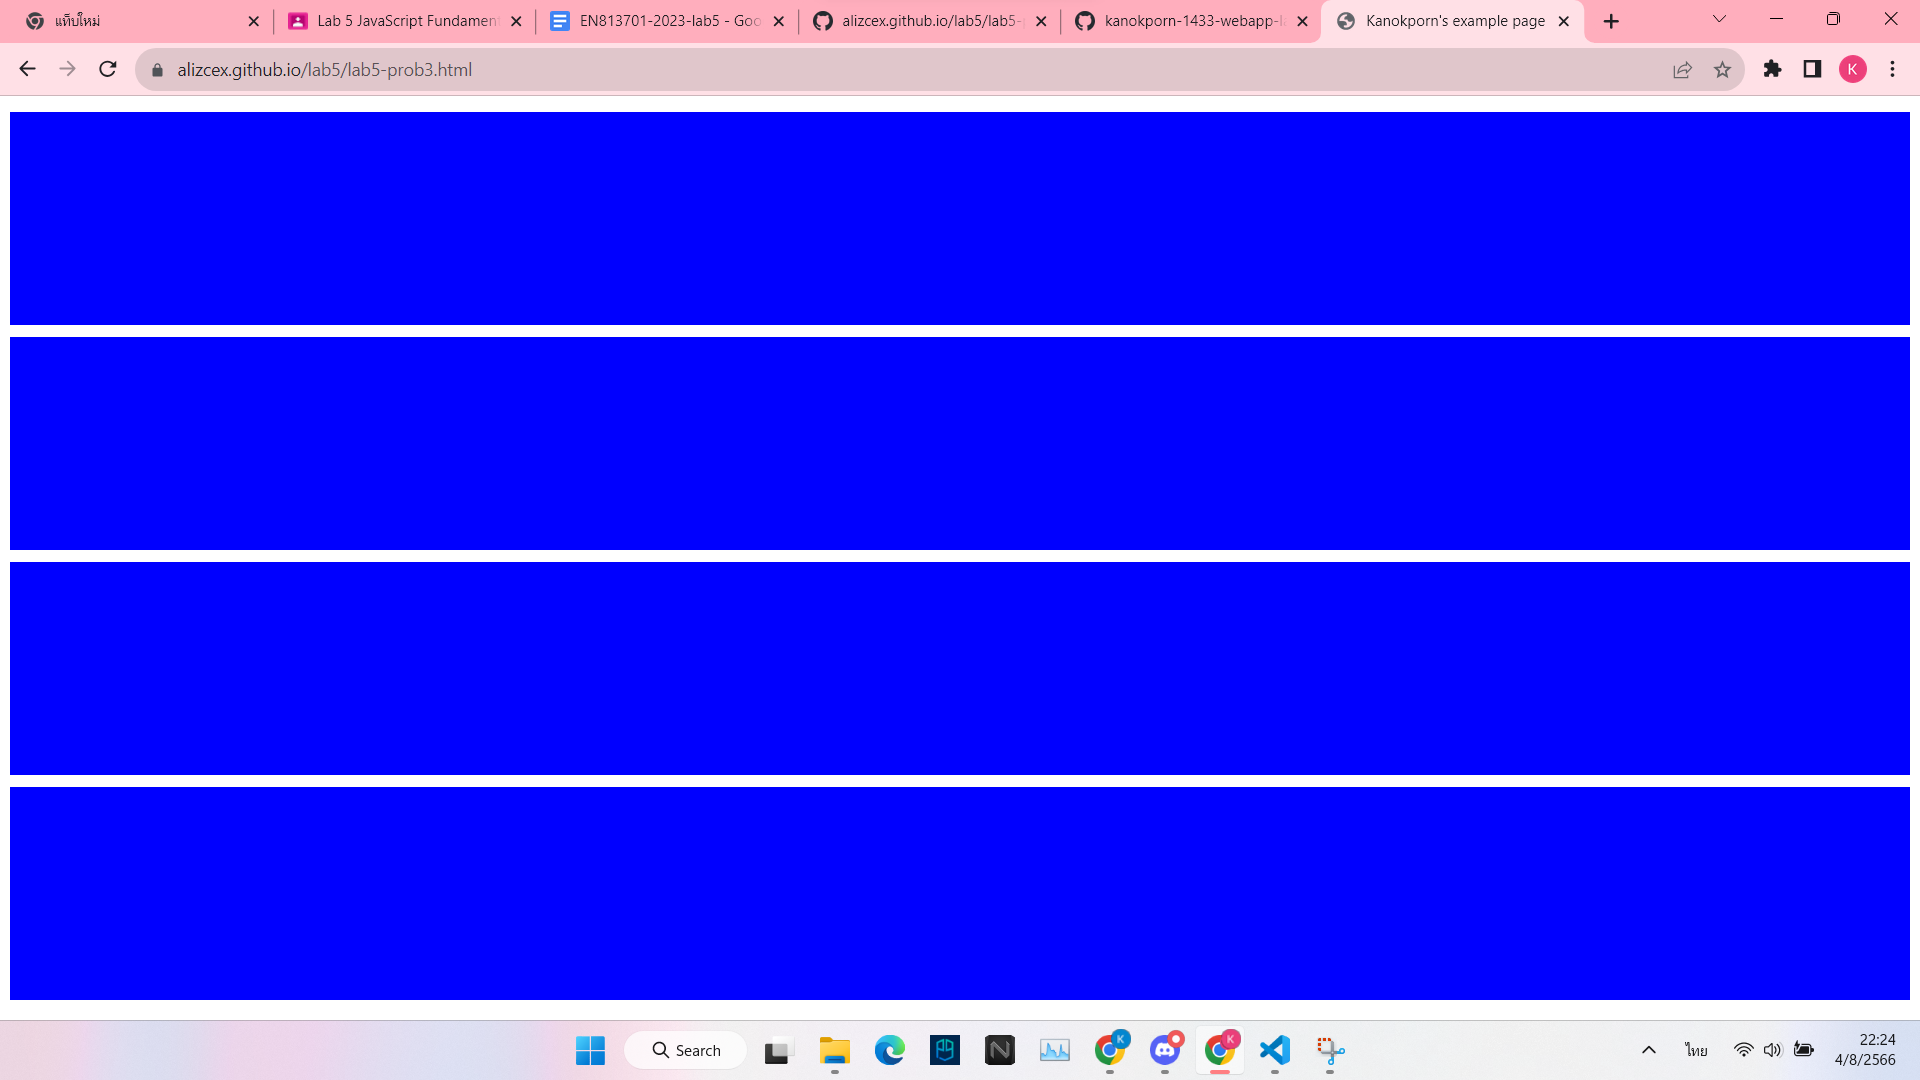 แท็บใหม่
Lab 5 JavaScript Fundament
EN813701-2023-lab5 - Goo
alizcex.github.io/lab5/lab5-
kanokporn-1433-webapp-l
Kanokporn's example page
alizcex.github.io/lab5/lab5-prob3.html
K
Search
K
K
ไทย
22:24
4/8/2566